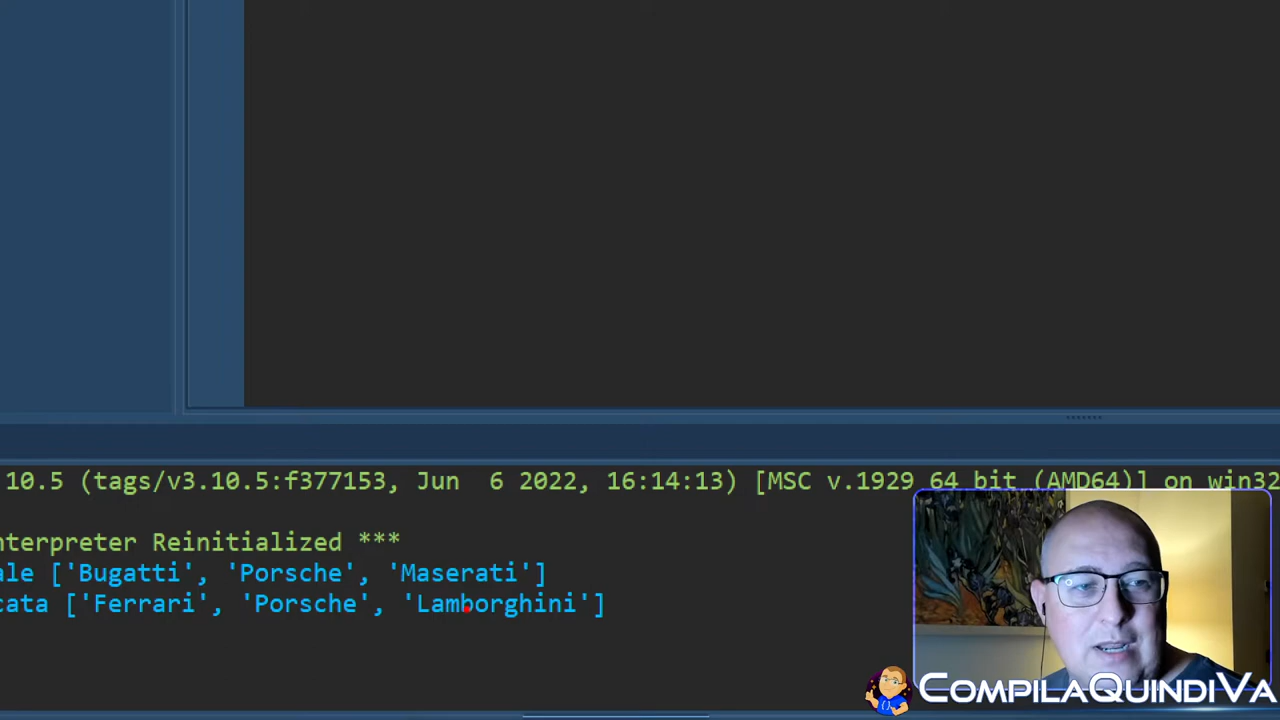 10.5 (tags/v3.10.5:f377153, Jun  6 2022, 16:14:13) [MSC v.1929 64 bit (AMD64)] on win32
nterpreter Reinitialized ***
ale ['Bugatti', 'Porsche', 'Maserati']
cata ['Ferrari', 'Porsche', 'Lamborghini']
CompilaQuindiVa